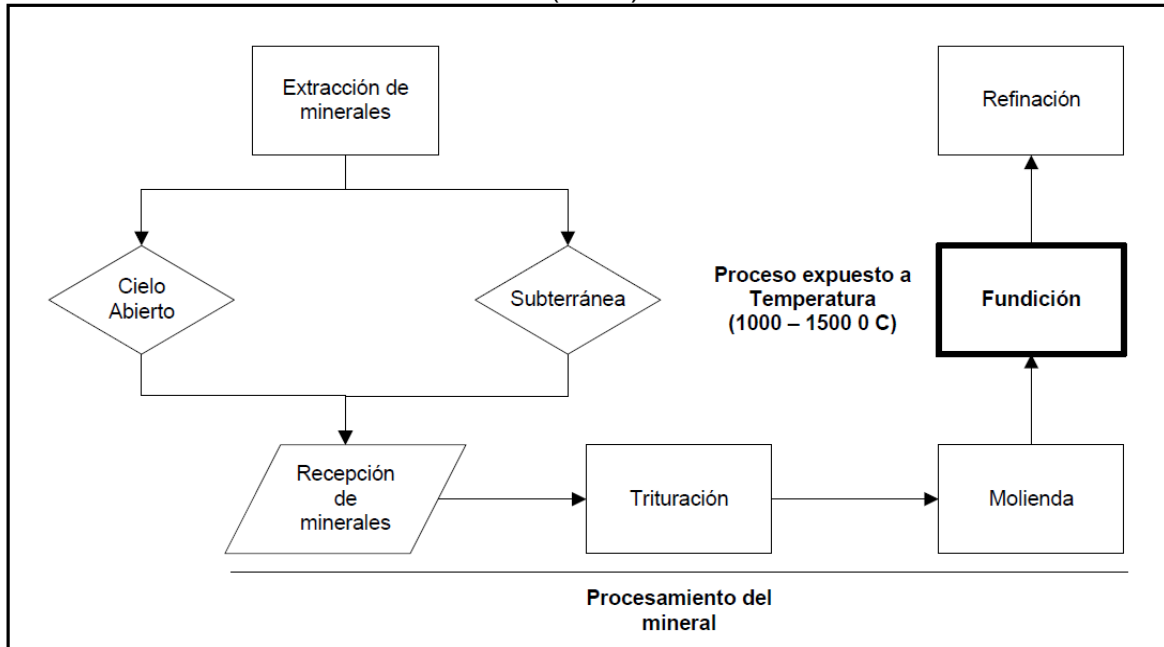 Extracción de
minerales
Refinación
Cielo
Abierto
Subterránea
Proceso expuesto a
Temperatura
(1000 – 1500 0 C)
Fundición
Recepción
de
minerales
Trituración
Molienda
Procesamiento del
mineral